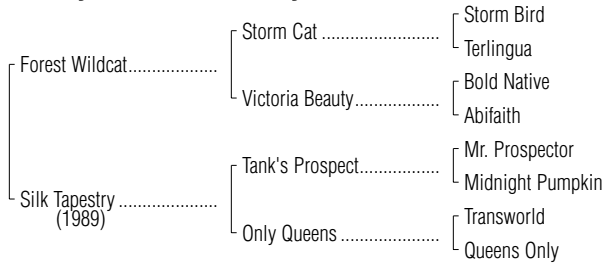 Storm Bird
Storm Cat ......................
Terlingua
Forest Wildcat...................
Bold Native
Victoria Beauty................
Abifaith
Mr. Prospector
Tank's Prospect...............
Midnight Pumpkin
Silk Tapestry .....................
(1989)
Transworld
Only Queens ...................
Queens Only